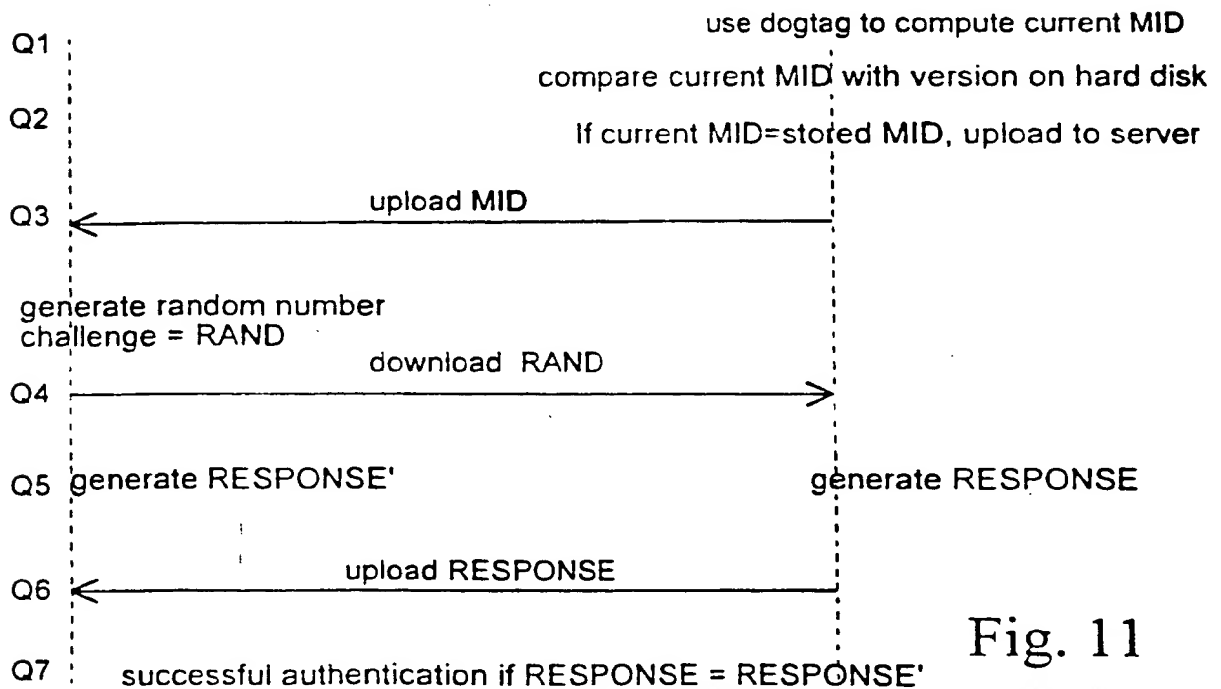 use dogtag to compute current MID
Q1
compare current MID with version on hard disk
Q2
If current MID=stored MID, upload to server
upload MID
Q3
generate random number
challenge = RAND
download RAND
Q4
Q5 generate RESPONSE' generate RESPONSE
upload RESPONSE
Q6
Fig. 11
Q7 successful authentication if RESPONSE = RESPONSE'